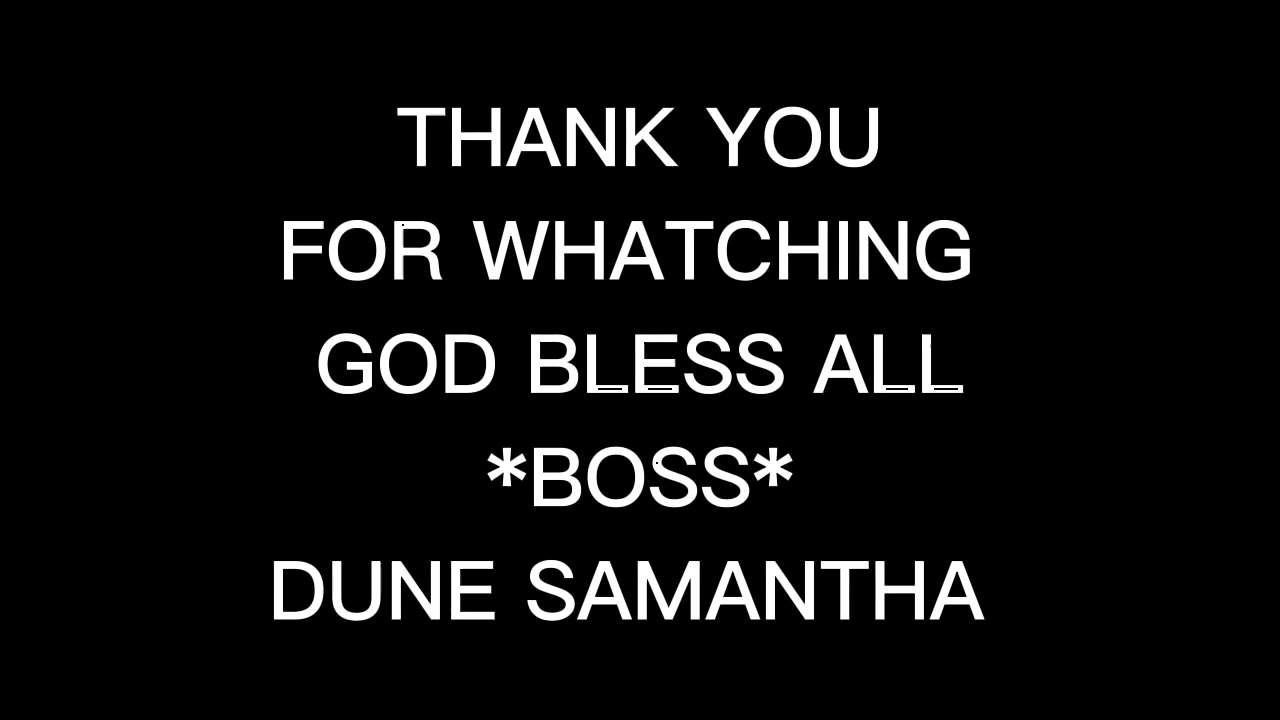 THANK YOU
FOR WHATCHING
GOD BLESS ALL
*BOSS*
DUNE SAMANTHA